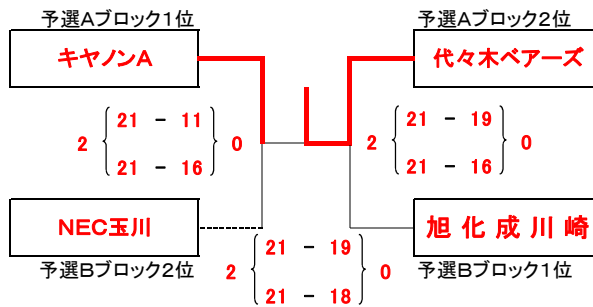 予選Aブロック1位 予選Aブロック2位
キヤノンA 代々木ベアーズ
21 - 11 21 - 19
2 0 2 0
21 - 16 21 - 16
NEC玉川 旭化成川崎
21 - 19
予選Bブロック2位 2 0 予選Bブロック1位
21 - 18